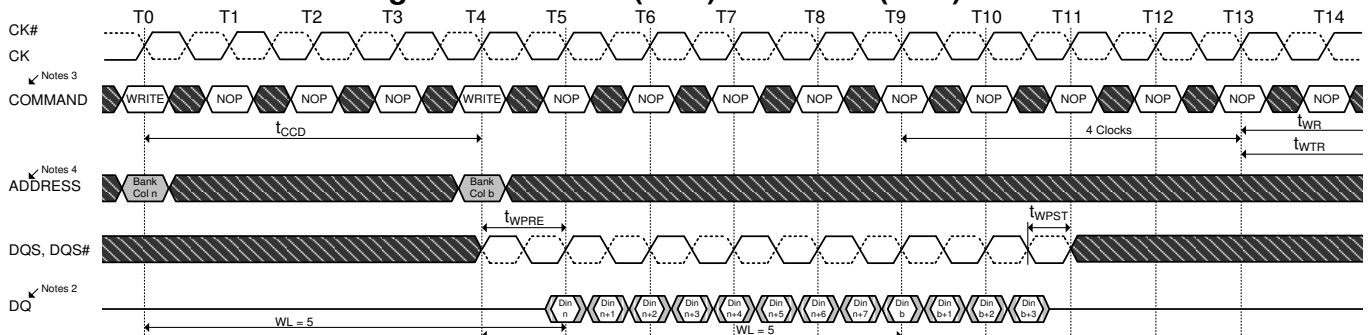 T0 T1 T2 T3 T4 T5 T6 T7 T8 T9 T10 T11 T12 T13 T14
CK#
CK
Notes 3
COMMAND WRITE NOP NOP NOP WRITE NOP NOP NOP NOP NOP NOP NOP NOP NOP NOP
tCCD 4 Clocks tWR
tWTR
Notes 4
ADDRESS Bank Col n Bank Col b
tWPRE tWPST
DQS, DQS#
Notes 2
DQ Din n Din n+1 Din n+2 Din n+3 Din n+4 Din n+5 Din n+6 Din n+7 Din b Din b+1 Din b+2 Din b+3
WL = 5 WL = 5